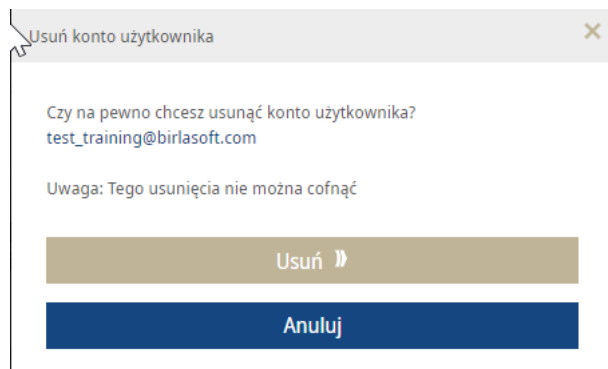 Usuń konto użytkownika
Czy na pewno chcesz usunąć konto użytkownika?
test_training@birlasoft.com
Uwaga: Tego usunięcia nie można cofnąć
Usuń
Anuluj